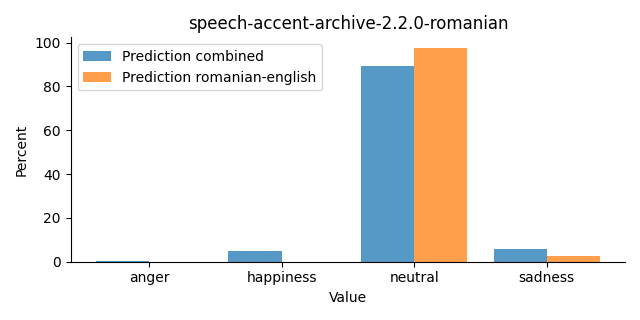 speech-accent-archive-2.2.0-romanian
Prediction combined
Prediction romanian-english
Percent
100
80
60
40
20
0
anger happiness neutral sadness
Value